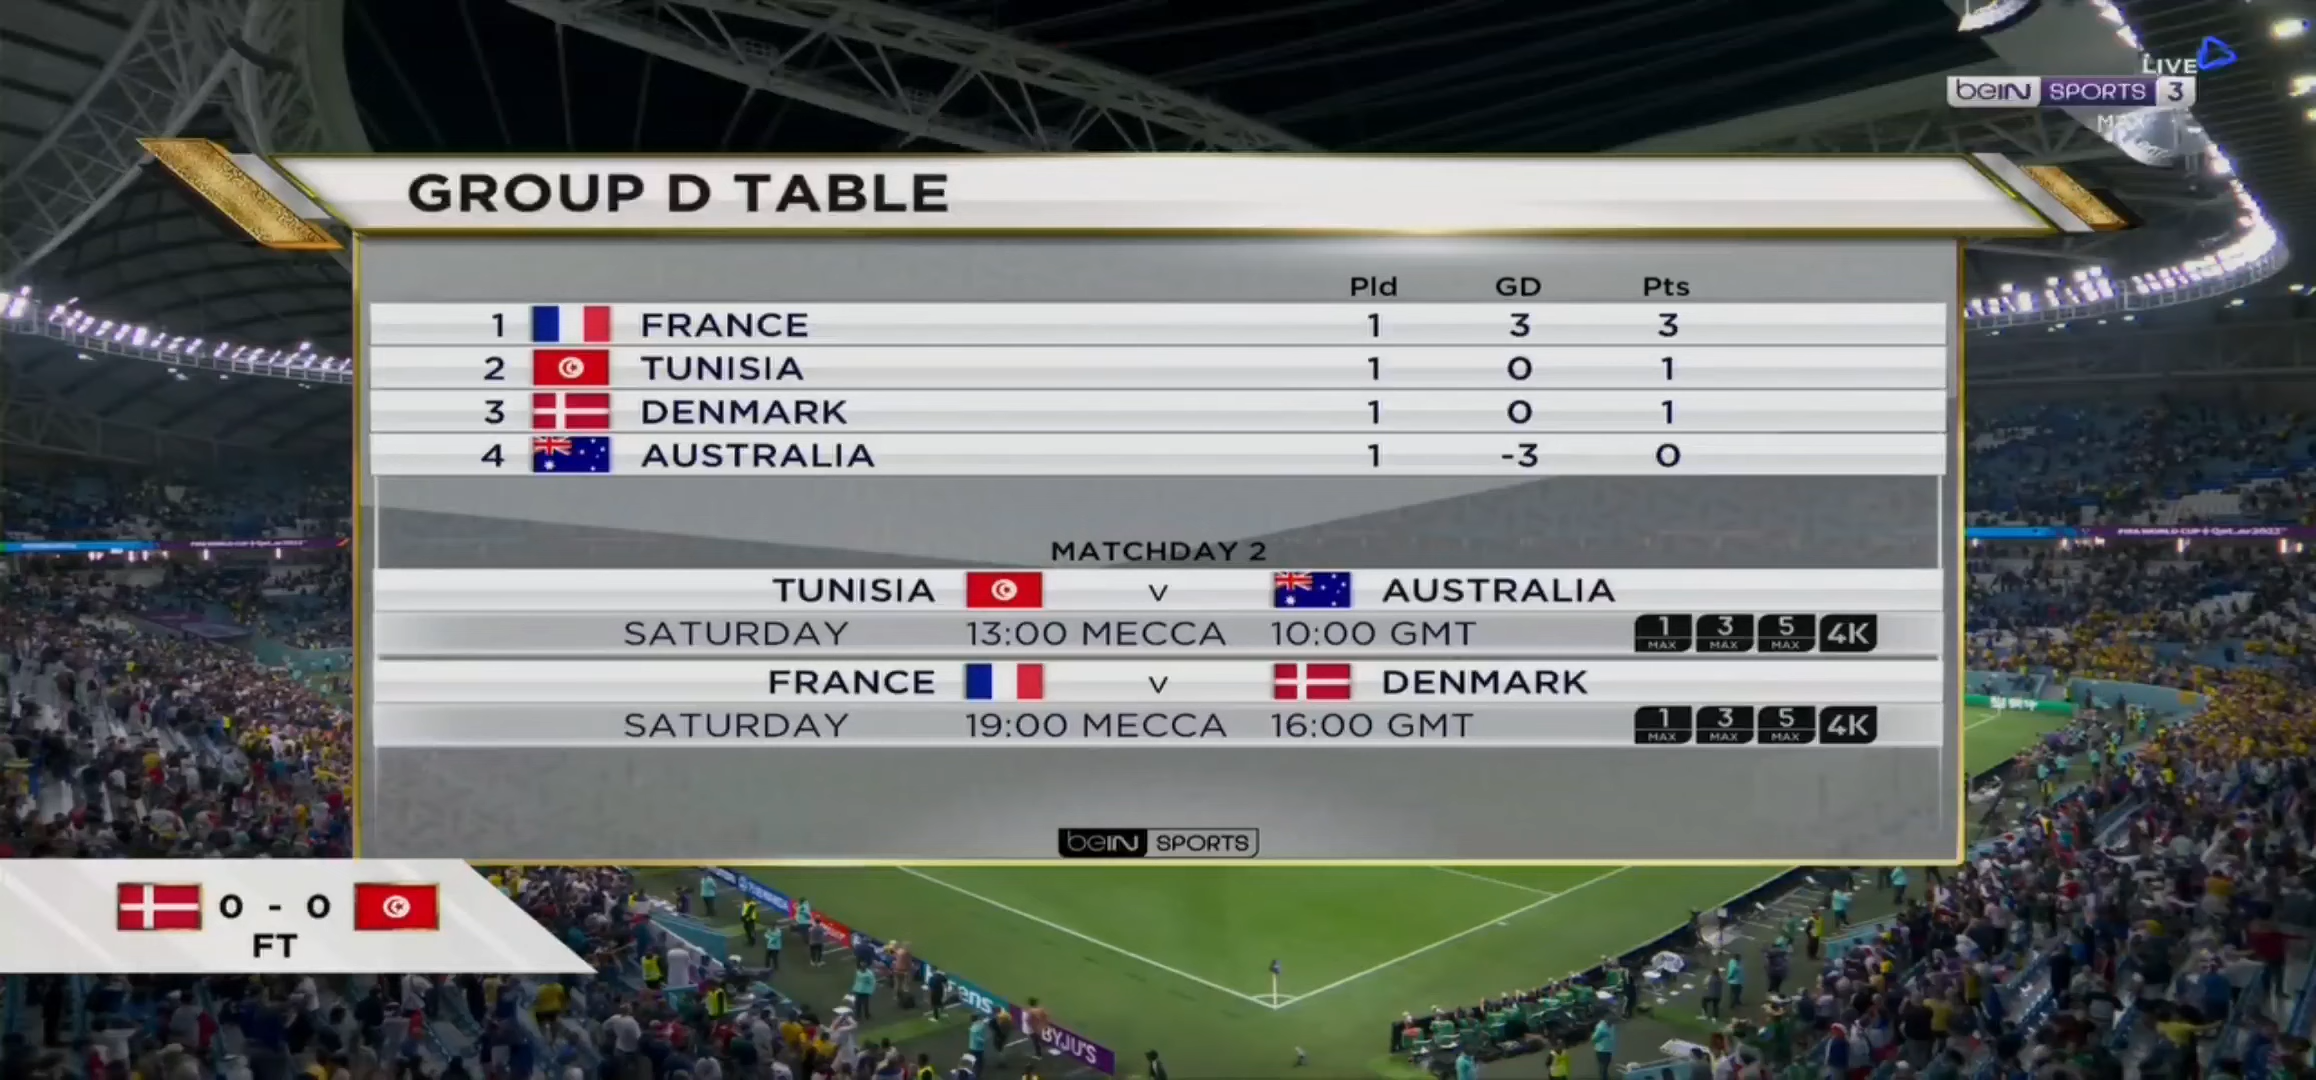 LIVE
beIN SPORTS 3
MAX
GROUP D TABLE
Pld GD Pts
1 FRANCE 1 3 3
2 TUNISIA 1 0 1
3 DENMARK 1 0 1
4 AUSTRALIA 1 -3 0
MATCHDAY 2
TUNISIA v AUSTRALIA
SATURDAY 13:00 MECCA 10:00 GMT 1 MAX 3 MAX 5 MAX 4K
FRANCE v DENMARK
SATURDAY 19:00 MECCA 16:00 GMT 1 MAX 3 MAX 5 MAX 4K
beIN SPORTS
0 - 0
FT
BYJU'S